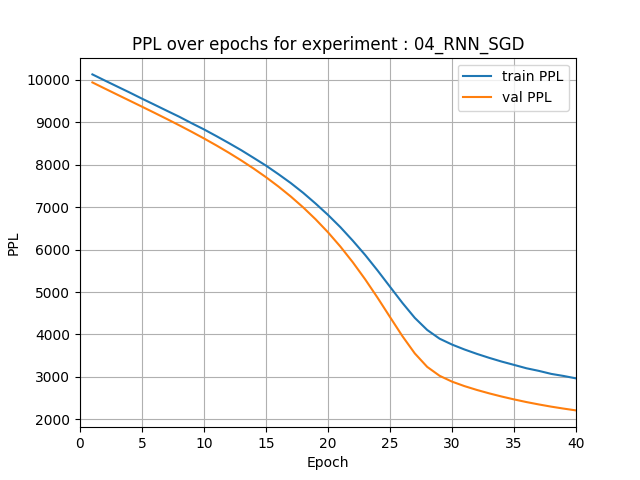 PPL over epochs for experiment : 04_RNN_SGD
train PPL
val PPL
10000
9000
8000
7000
6000
5000
4000
3000
2000
PPL
0 5 10 15 20 25 30 35 40
Epoch